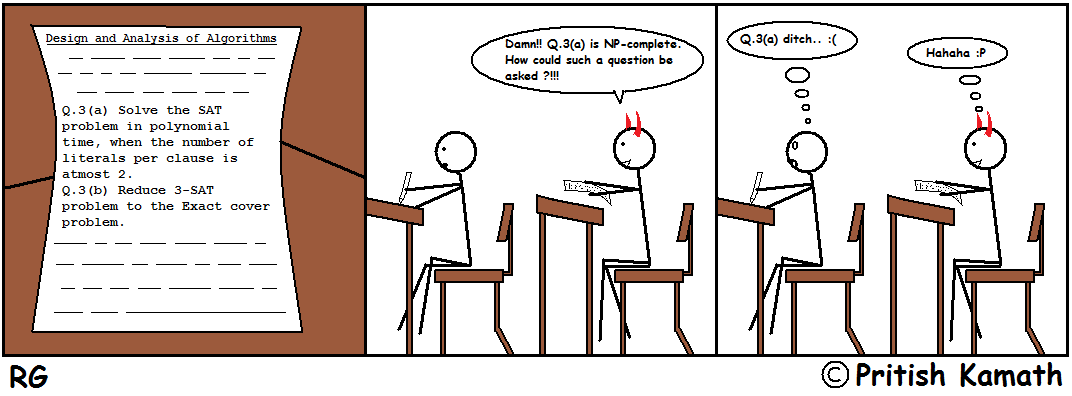 Design and Analysis of Algorithms
Q.3(a) Solve the SAT
problem in polynomial
time, when the number of
literals per clause is
atmost 2.
Q.3(b) Reduce 3-SAT
problem to the Exact cover
problem.
Damn!! Q.3(a) is NP-complete.
How could such a question be
asked ?!!!
Q.3(a) ditch.. :(
Hahaha :P
RG
© Pritish Kamath